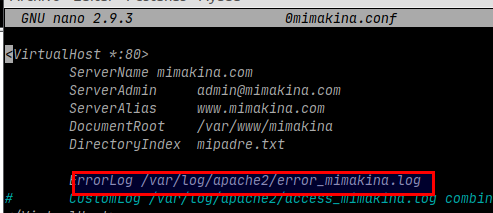 GNU nano 2.9.3 0mimakina.conf
<VirtualHost *:80>
ServerName mimakina.com
ServerAdmin admin@mimakina.com
ServerAlias www.mimakina.com
DocumentRoot /var/www/mimakina
DirectoryIndex mipadre.txt
ErrorLog /var/log/apache2/error_mimakina.log
# CustomLog /var/log/apache2/access_mimakina.log combin